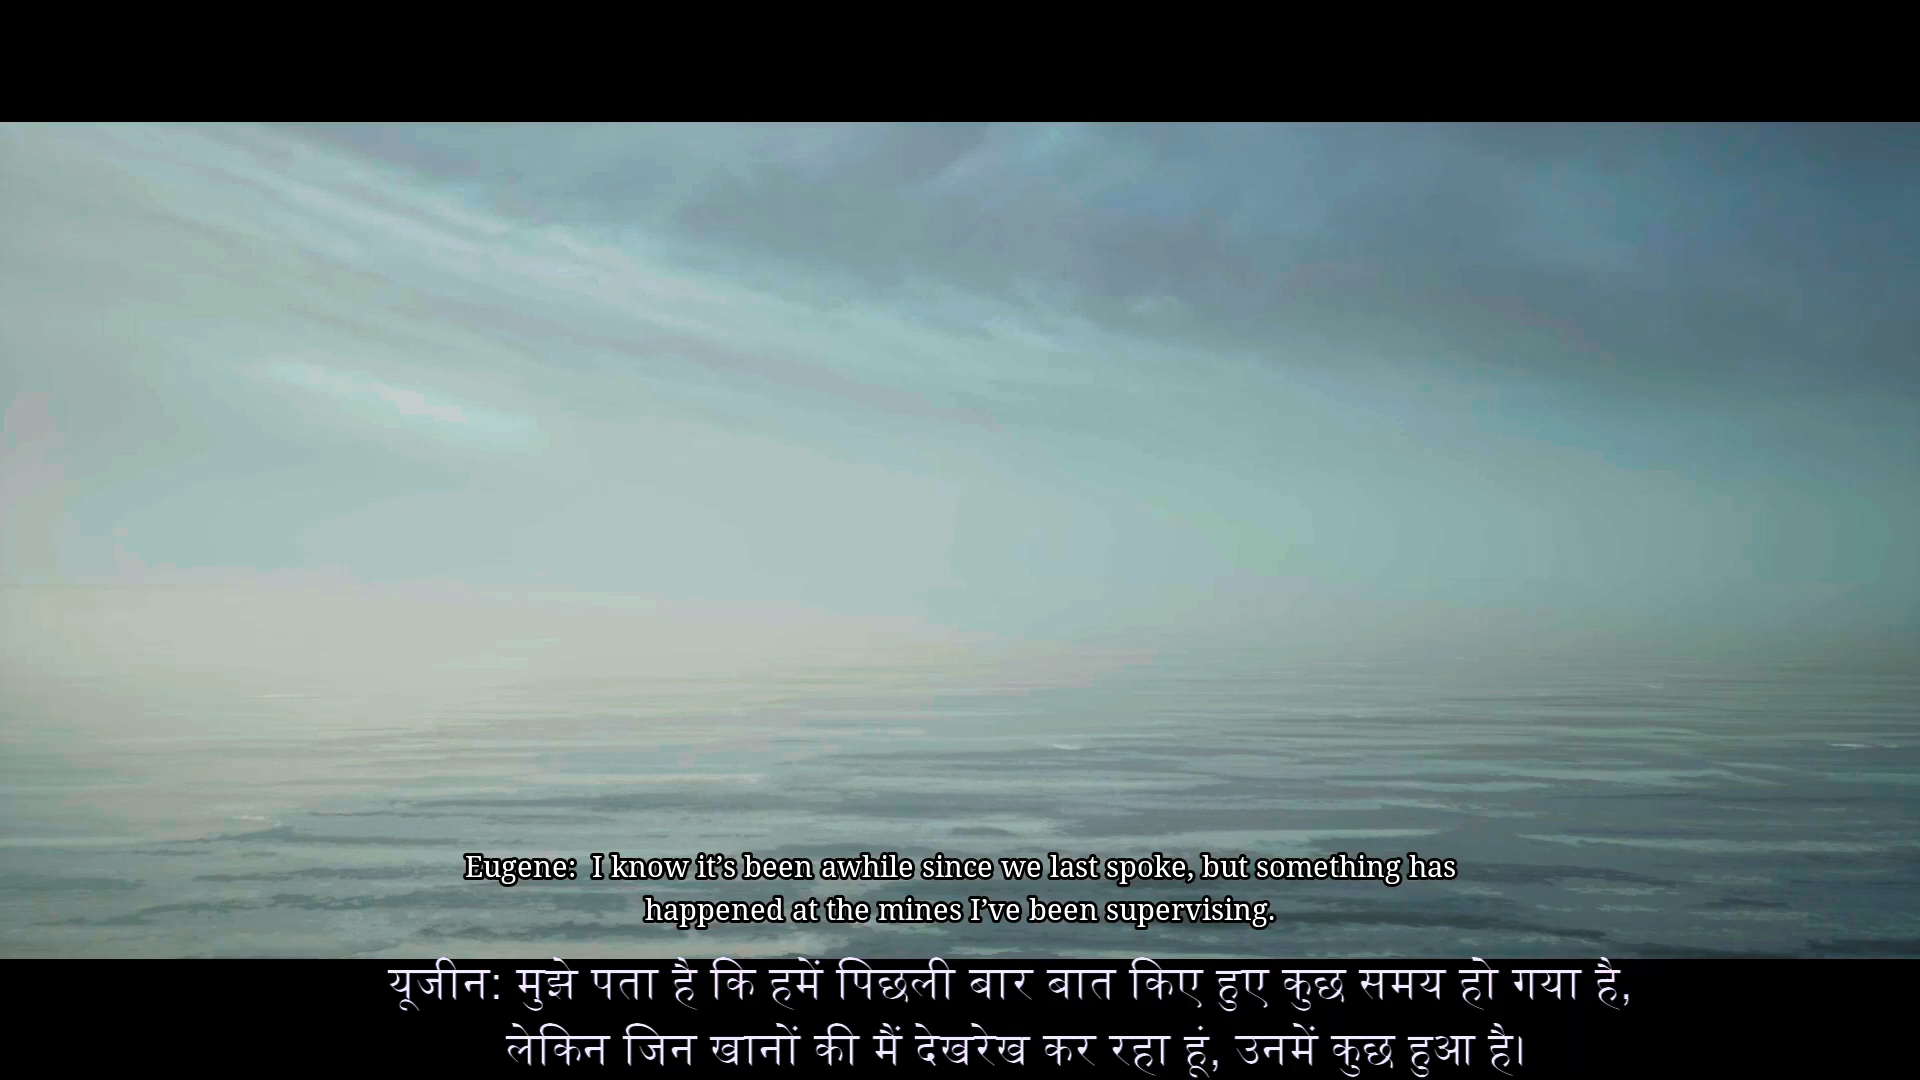 Eugene:  I know it’s been awhile since we last spoke, but something has
happened at the mines I’ve been supervising.
यूजीन: मुझे पता है कि हमें पिछली बार बात किए हुए कुछ समय हो गया है,
लेकिन जिन खानों की मैं देखरेख कर रहा हूं, उनमें कुछ हुआ है।